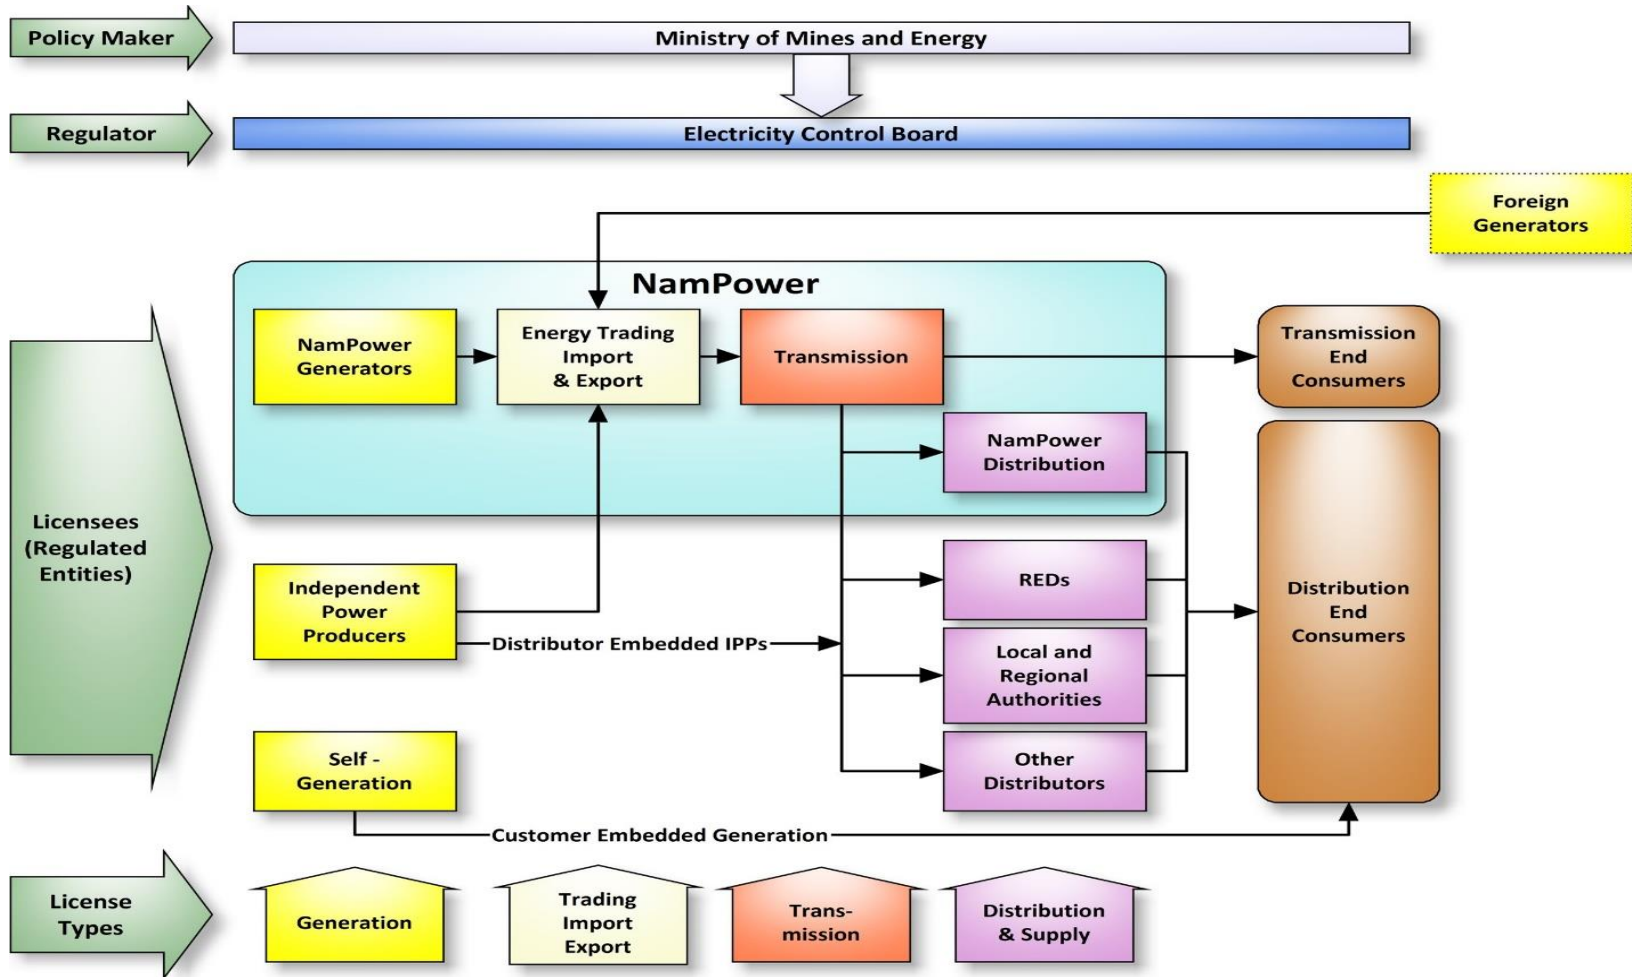 Policy Maker
Ministry of Mines and Energy
Regulator
Electricity Control Board
Foreign
Generators
NamPower
NamPower
Generators
Energy Trading
Import
& Export
Transmission
Transmission
End
Consumers
NamPower
Distribution
Licensees
(Regulated
Entities)
Independent
Power
Producers
Distributor Embedded IPPs
REDs
Local and
Regional
Authorities
Distribution
End
Consumers
Self -
Generation
Other
Distributors
Customer Embedded Generation
License
Types
Generation
Trading
Import
Export
Trans-
mission
Distribution
& Supply